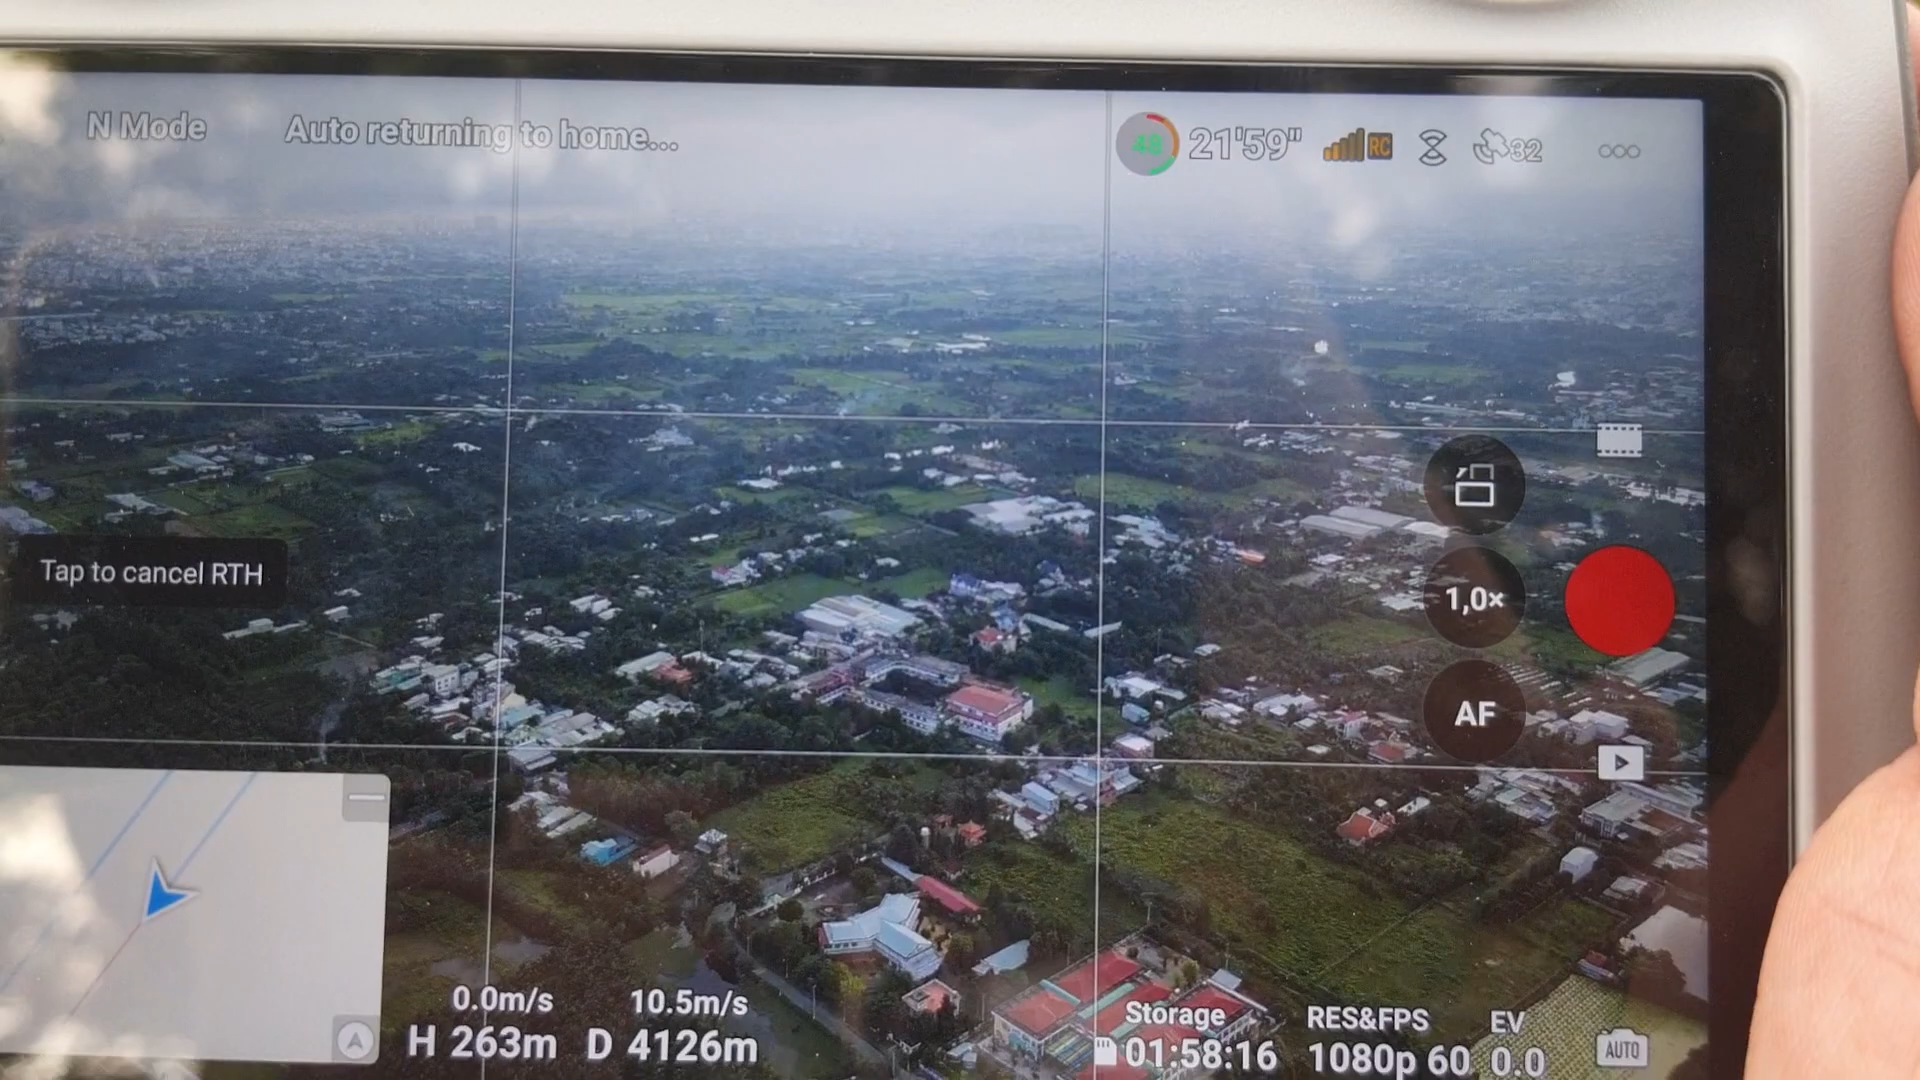 N Mode
Auto returning to home...
48
21'59"
RC
32
Tap to cancel RTH
1,0×
AF
0.0m/s
10.5m/s
H 263m
D 4126m
Storage
01:58:16
RES&FPS
1080p 60
EV
0.0
AUTO